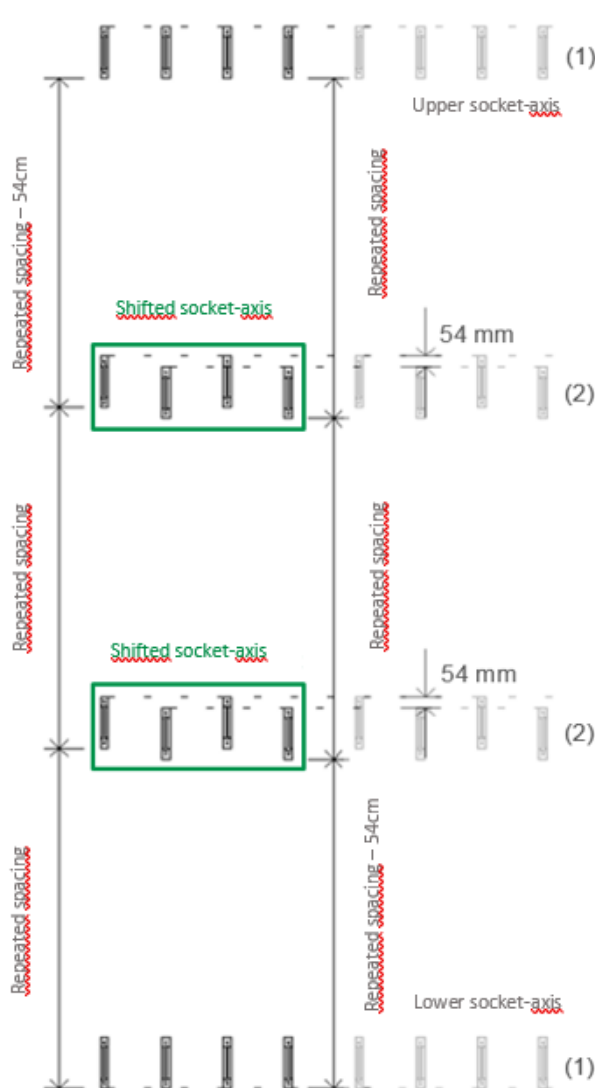 (1)
Upper socket-axis
Repeated spacing – 54cm
Repeated spacing
Shifted socket-axis
54 mm
(2)
Repeated spacing
Repeated spacing
Shifted socket-axis
54 mm
(2)
Repeated spacing
Repeated spacing – 54cm
Lower socket-axis
(1)